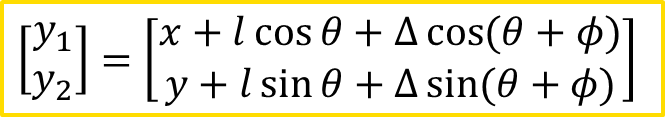 [y₁ y₂] = [x + l cos θ + Δ cos(θ + ϕ)
y + l sin θ + Δ sin(θ + ϕ)]